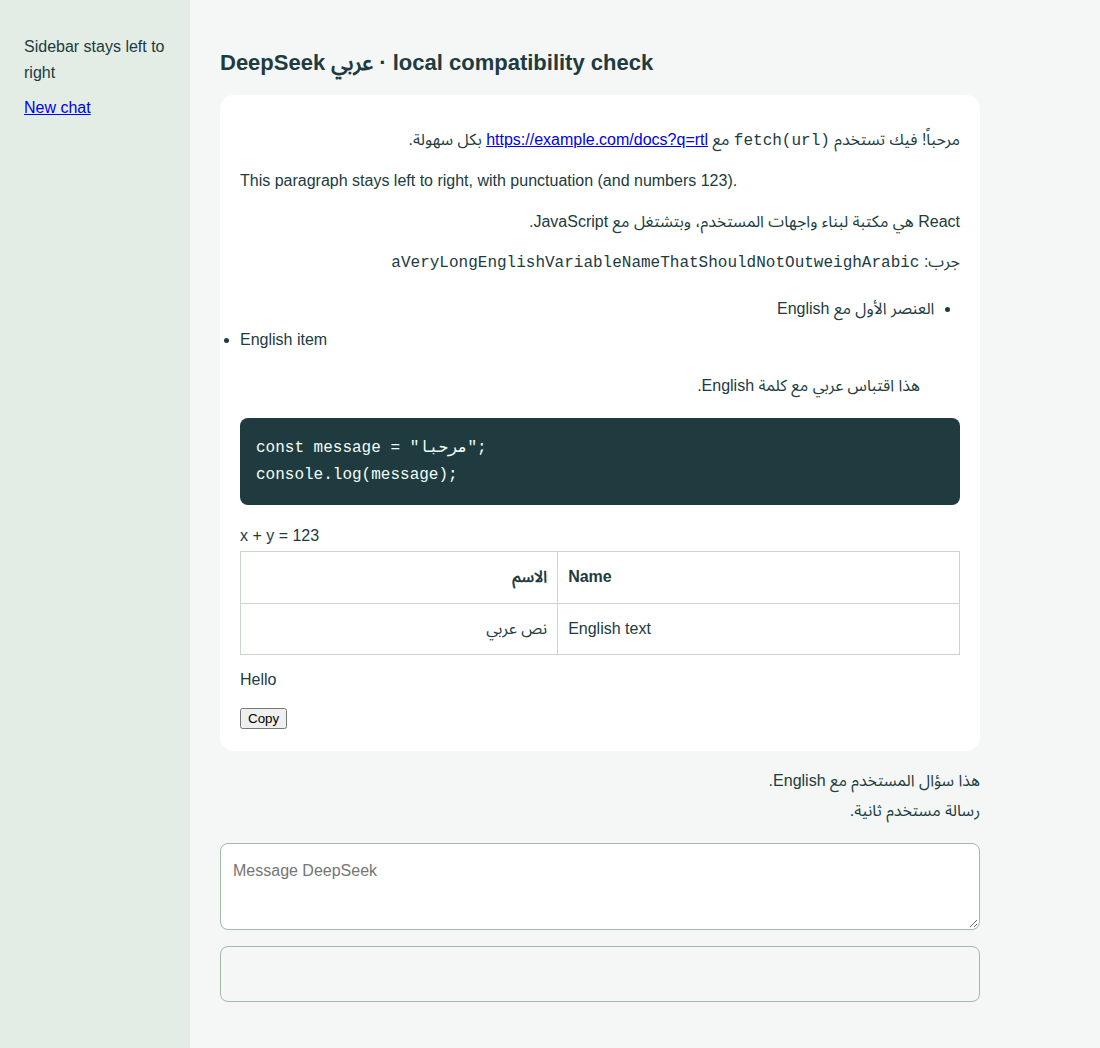 Sidebar stays left to
right
New chat
DeepSeek عربي · local compatibility check
مرحباً! فيك تستخدم fetch(url) مع https://example.com/docs?q=rtl بكل سهولة.
This paragraph stays left to right, with punctuation (and numbers 123).
React هي مكتبة لبناء واجهات المستخدم، وبتشتغل مع JavaScript.
جرب: aVeryLongEnglishVariableNameThatShouldNotOutweighArabic
• العنصر الأول مع English
• English item
هذا اقتباس عربي مع كلمة English.
const message = "مرحبا";
console.log(message);
x + y = 123
الاسم Name
نص عربي English text
Hello
Copy
هذا سؤال المستخدم مع English.
رسالة مستخدم ثانية.
Message DeepSeek